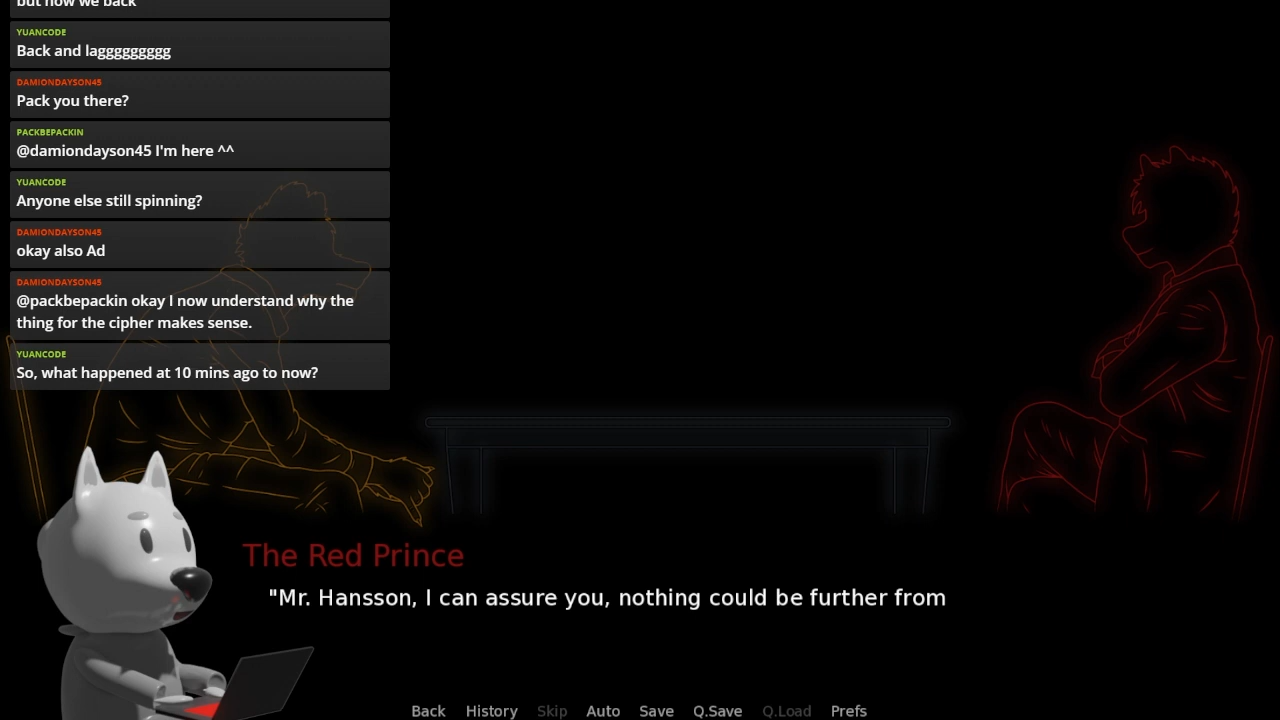 but now we back
YUANCODE
Back and laggggggggg
DAMIONDAYSON45
Pack you there?
PACKBEPACKIN
@damiondayson45 I'm here ^^
YUANCODE
Anyone else still spinning?
DAMIONDAYSON45
okay also Ad
DAMIONDAYSON45
@packbepackin okay I now understand why the
thing for the cipher makes sense.
YUANCODE
So, what happened at 10 mins ago to now?
The Red Prince
"Mr. Hansson, I can assure you, nothing could be further from
Back History Skip Auto Save Q.Save Q.Load Prefs